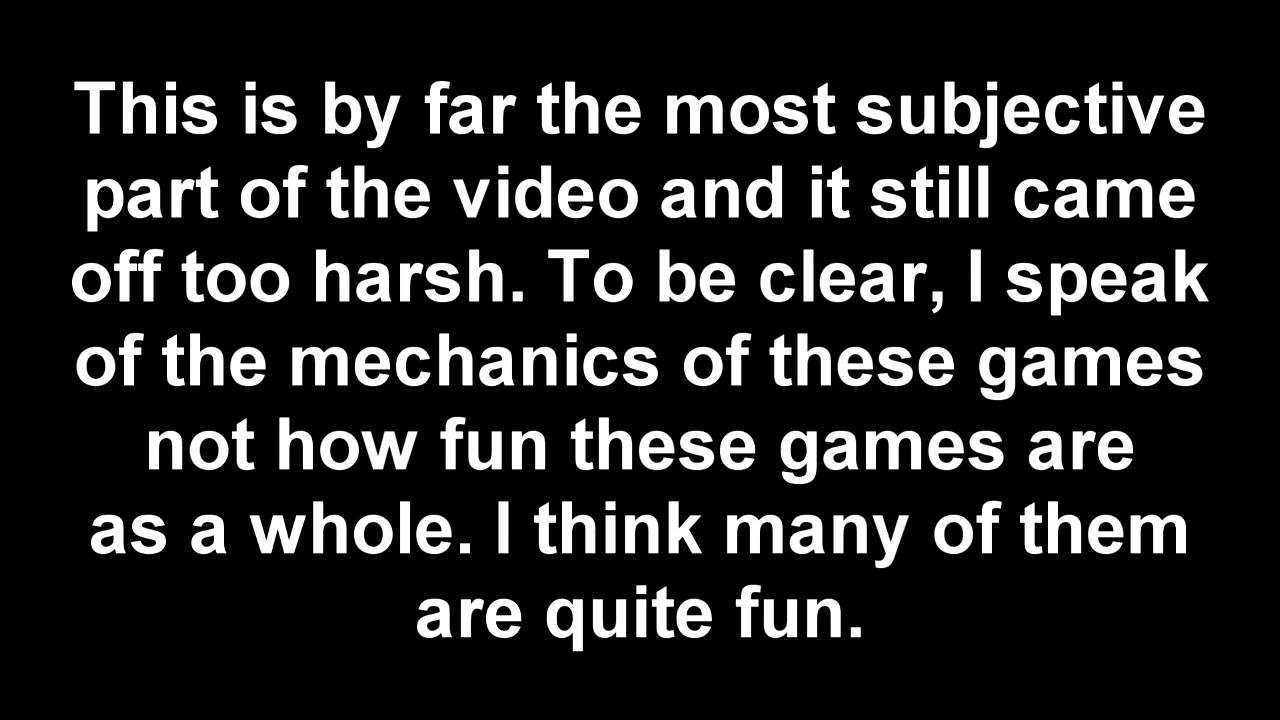 This is by far the most subjective
part of the video and it still came
off too harsh. To be clear, I speak
of the mechanics of these games
not how fun these games are
as a whole. I think many of them
are quite fun.